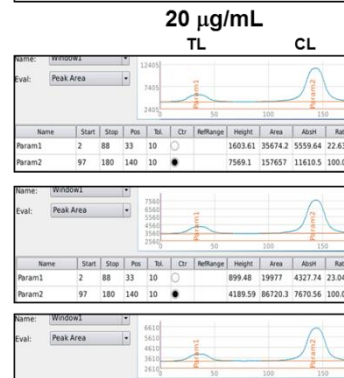 20 μg/mL
TL CL
Name: Window1
Eval: Peak Area
12405
7405
2405
Param1
Param2
50 100 150
Name Start Stop Pos Tol. Ctr RefRange Height Area AbsH
Param1 2 88 33 10 1603.61 35674.2 5559.64 22.63
Param2 97 180 140 10 7569.1 157657 11610.5 100.0
Name: Window1
Eval: Peak Area
7560
6560
5560
4560
3560
2560
Param1
Param2
50 100 150
Name Start Stop Pos Tol. Ctr RefRange Height Area AbsH
Param1 2 88 33 10 899.48 19977 4327.74 23.04
Param2 97 180 140 10 4189.59 86720.3 7670.56 100.0
Name: Window1
Eval: Peak Area
6610
5610
4610
3610
2610
Param1
Param2
50 100 150